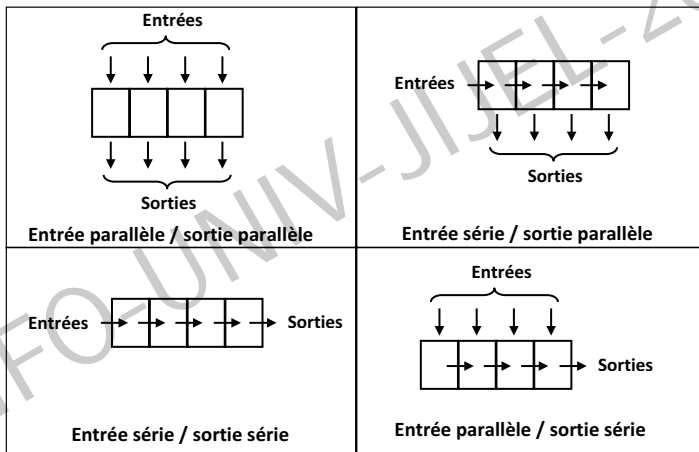 Entrées
Sorties
Entrée parallèle / sortie parallèle
Entrées
Sorties
Entrée série / sortie parallèle
Entrées
Sorties
Entrée série / sortie série
Entrées
Sorties
Entrée parallèle / sortie série